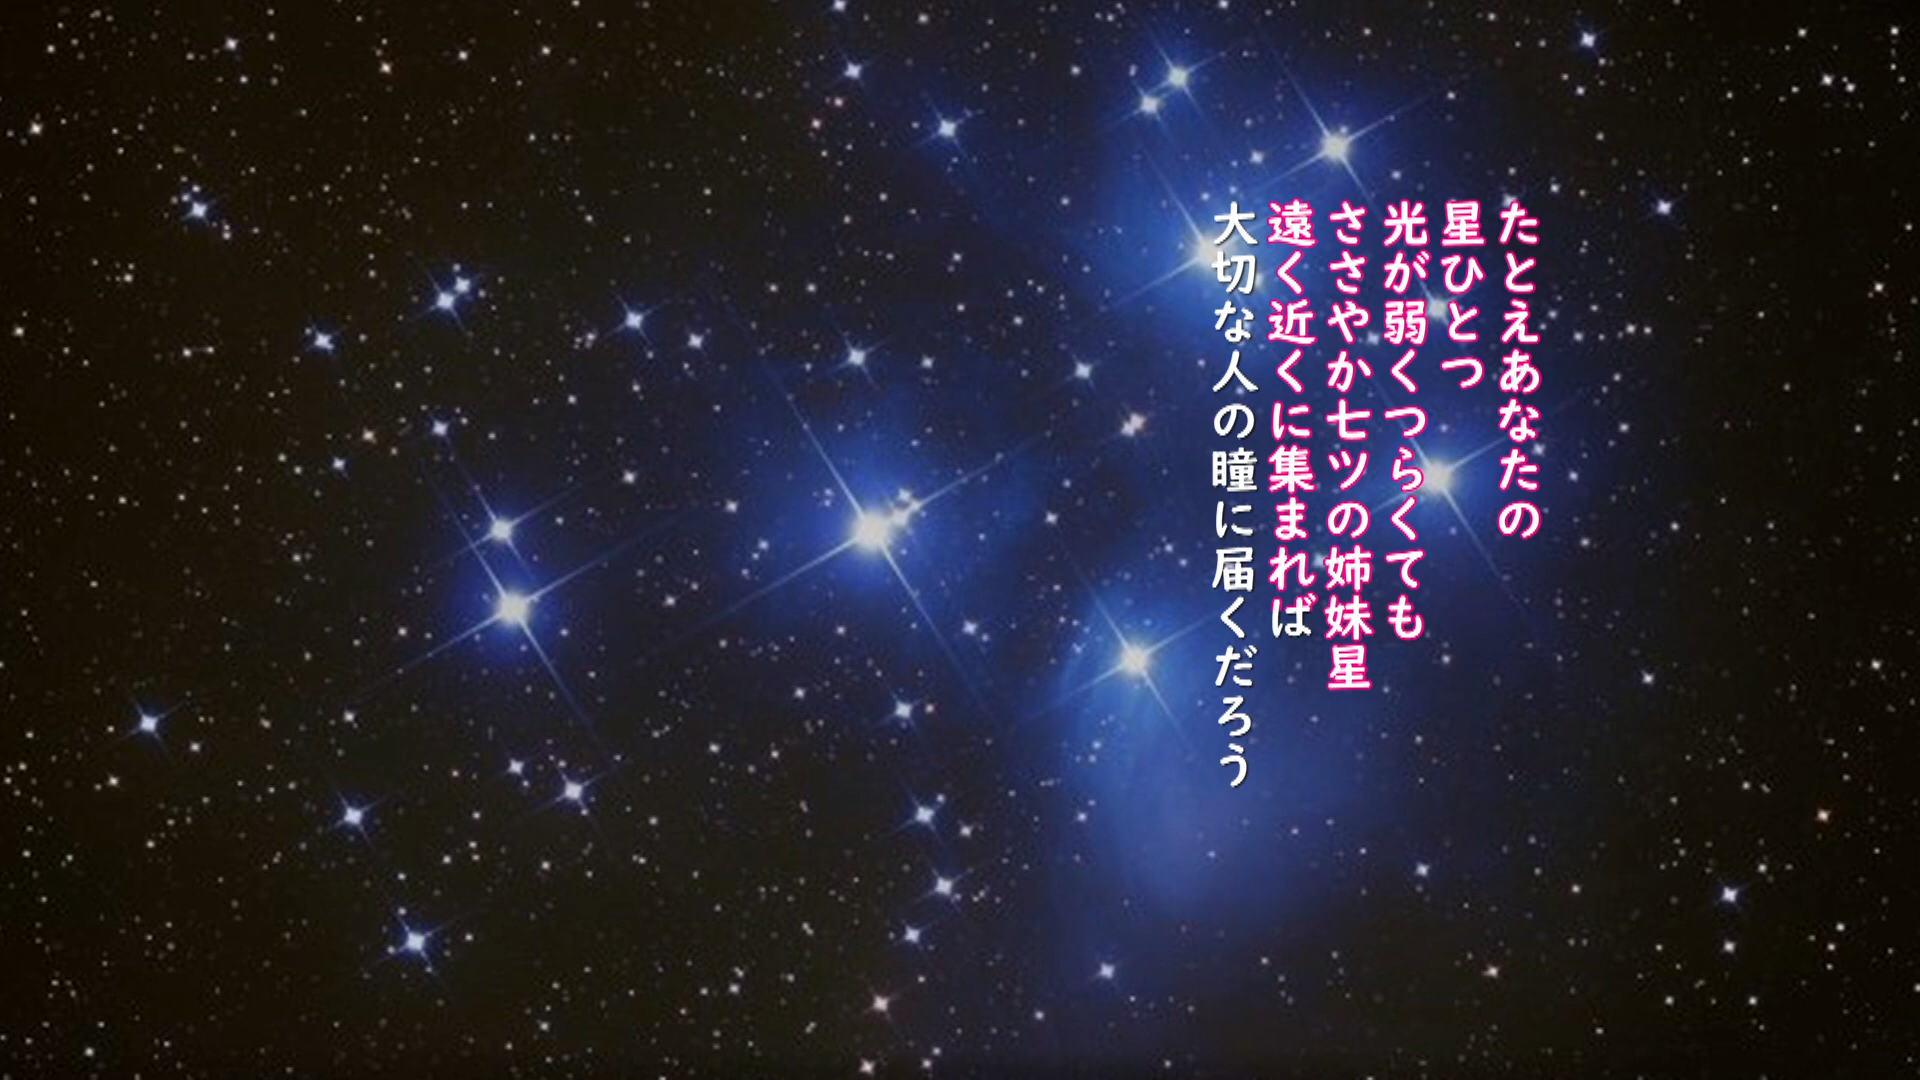 たとえあなたの
星ひとつ
光が弱くつらくても
ささやか七ツの姉妹星
遠く近くに集まれば
大切な人の瞳に届くだろう